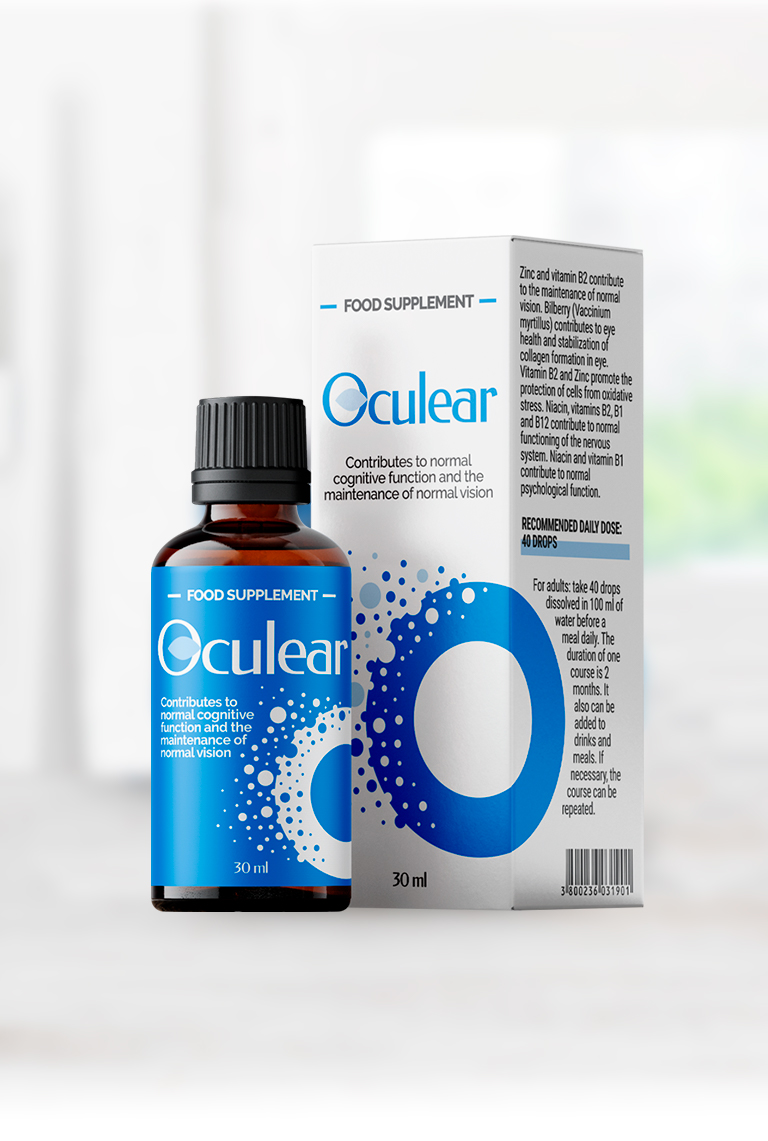 FOOD SUPPLEMENT
Oculear
Contributes to normal
cognitive function and the
maintenance of normal vision
30 ml
Zinc and vitamin B2 contribute
to the maintenance of normal
vision. Bilberry (Vaccinium
myrtillus) contributes to eye
health and stabilization of
collagen formation in eye.
Vitamin B2 and Zinc promote the
protection of cells from oxidative
stress. Niacin, vitamins B2, B1
and B12 contribute to normal
functioning of the nervous
system. Niacin and vitamin B1
contribute to normal
psychological function.
RECOMMENDED DAILY DOSE:
40 DROPS
For adults: take 40 drops
dissolved in 100 ml of
water before a
meal daily. The
duration of one
course is 2
months. It
also can be
added to
drinks and
meals. If
necessary, the
course can be
repeated.
3 800236 031901
FOOD SUPPLEMENT
Oculear
Contributes to
normal cognitive
function and the
maintenance of
normal vision
30 ml